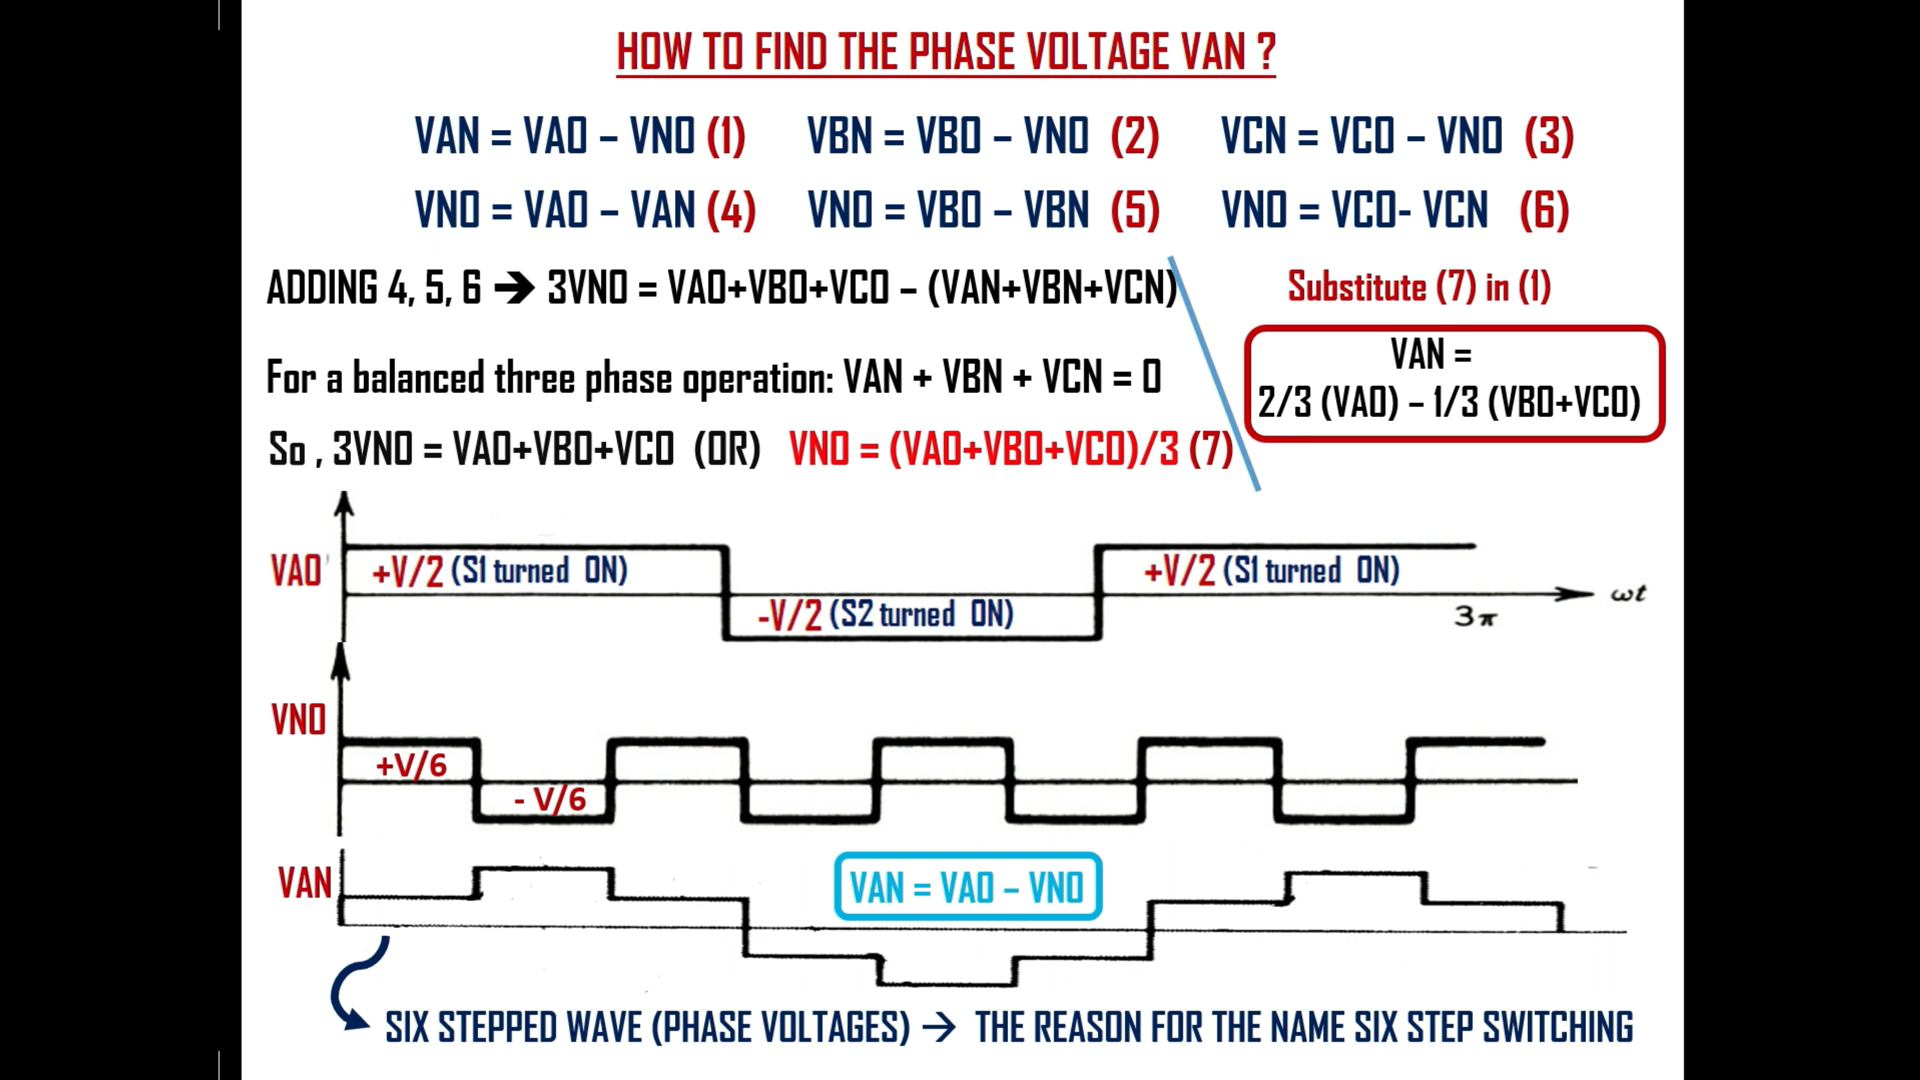 HOW TO FIND THE PHASE VOLTAGE VAN ?
VAN = VAO – VNO (1) VBN = VBO – VNO (2) VCN = VCO – VNO (3)
VNO = VAO – VAN (4) VNO = VBO – VBN (5) VNO = VCO- VCN (6)
ADDING 4, 5, 6 → 3VNO = VAO+VBO+VCO – (VAN+VBN+VCN)
For a balanced three phase operation: VAN + VBN + VCN = 0
So , 3VNO = VAO+VBO+VCO (OR) VNO = (VAO+VBO+VCO)/3 (7)
Substitute (7) in (1)
VAN =
2/3 (VAO) – 1/3 (VBO+VCO)
VAO
+V/2 (S1 turned ON)
-V/2 (S2 turned ON)
+V/2 (S1 turned ON)
ωt
3π
VNO
+V/6
- V/6
VAN
VAN = VAO – VNO
SIX STEPPED WAVE (PHASE VOLTAGES) → THE REASON FOR THE NAME SIX STEP SWITCHING